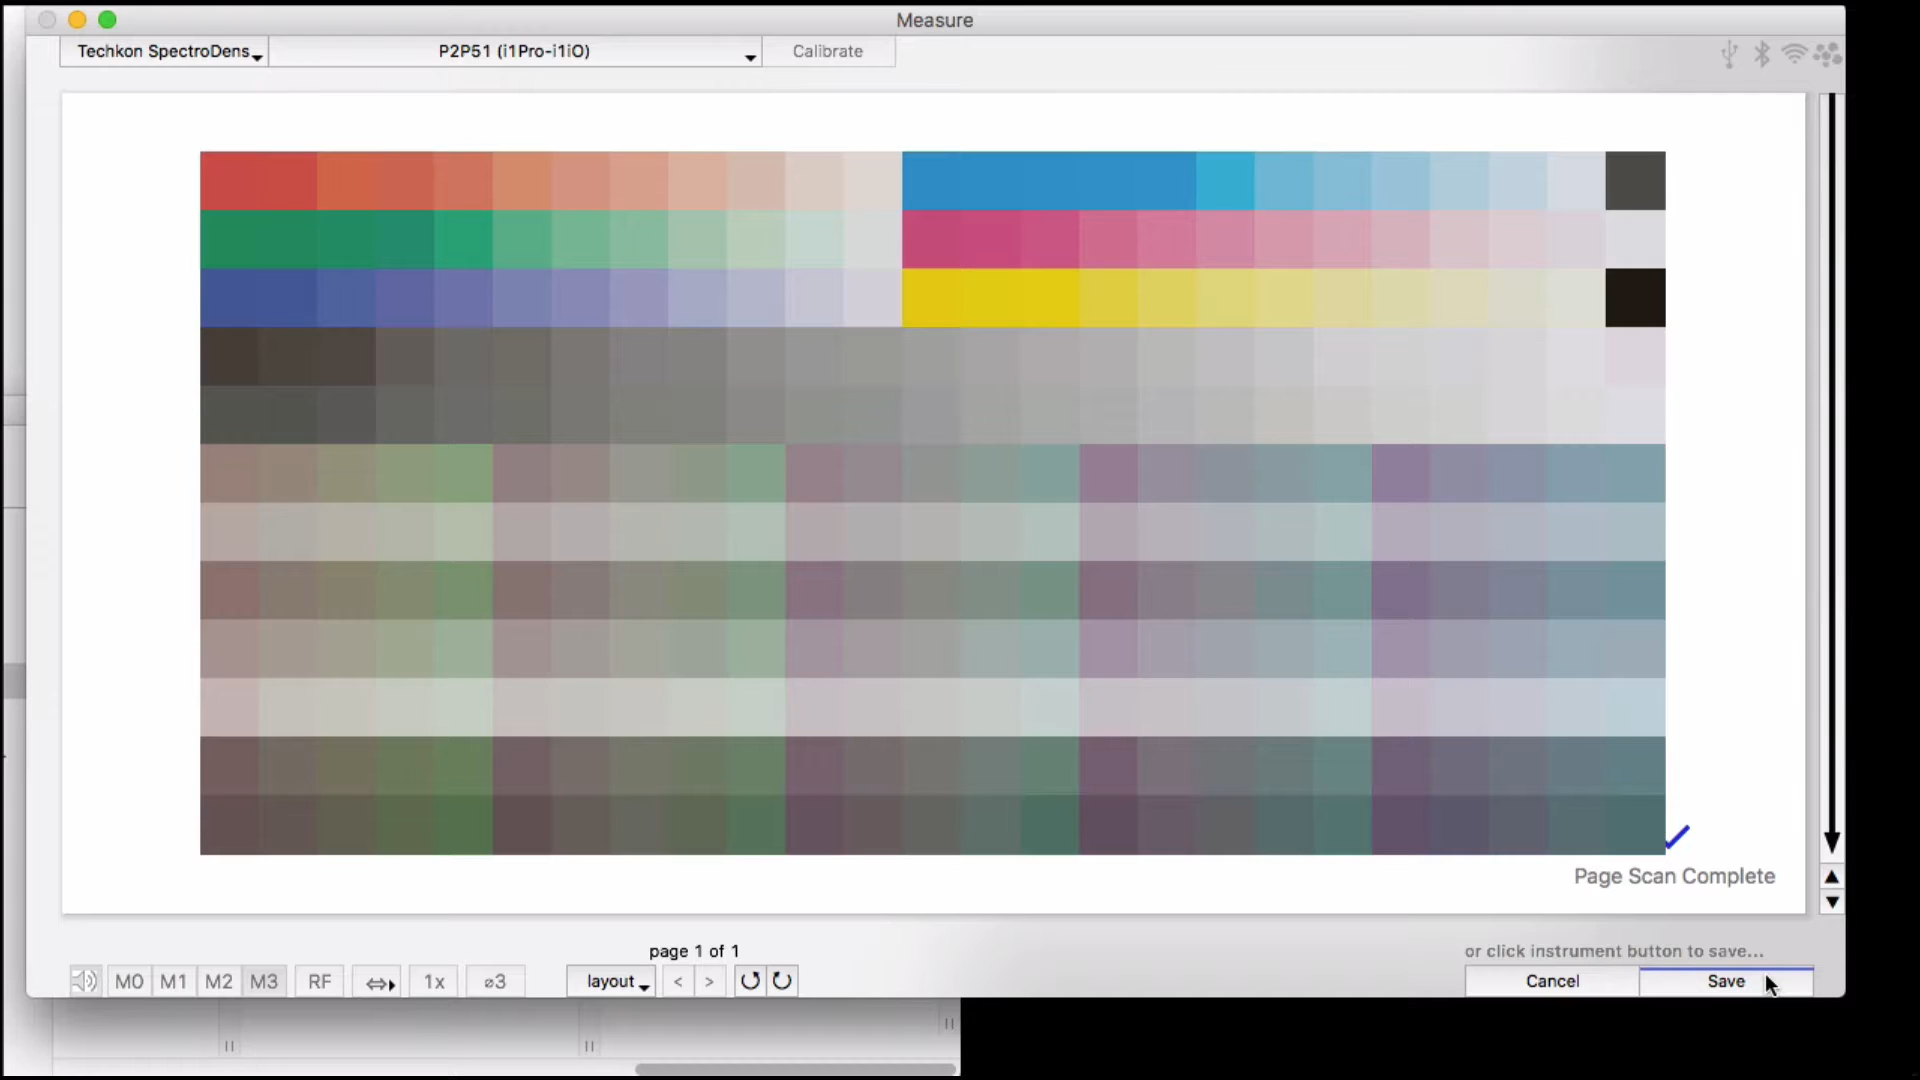 Measure
Techkon SpectroDens
P2P51 (i1Pro-i1iO)
Calibrate
Page Scan Complete
page 1 of 1
or click instrument button to save...
M0 M1 M2 M3 RF 1x ⌀3 layout < > Cancel Save